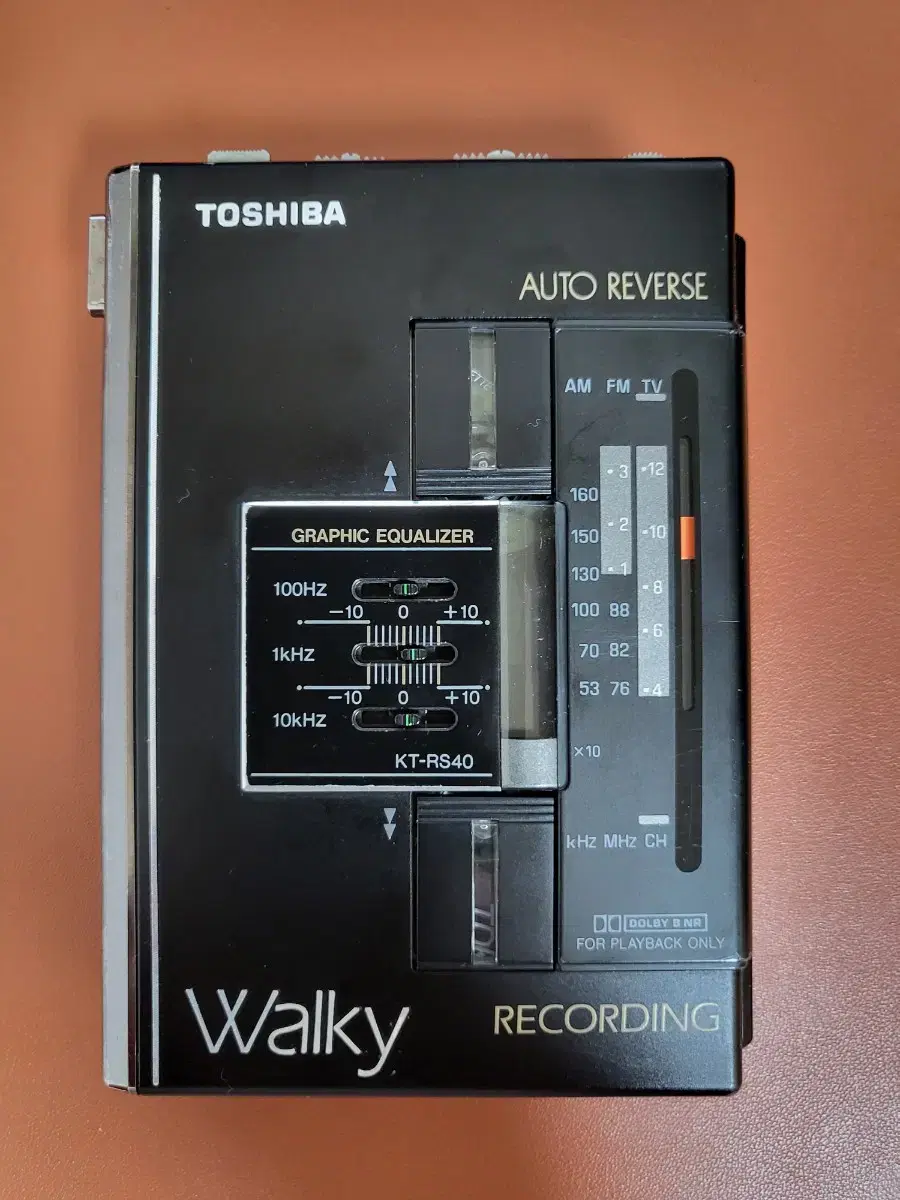 TOSHIBA
AUTO REVERSE
AM FM TV
3 12
160
150 2 10
130 1
8
100 88
6
70 82
53 76 4
×10
kHz MHz CH
GRAPHIC EQUALIZER
100Hz
−10 0 +10
1kHz
−10 0 +10
10kHz
KT-RS40
DOLBY B NR
FOR PLAYBACK ONLY
Walky
RECORDING